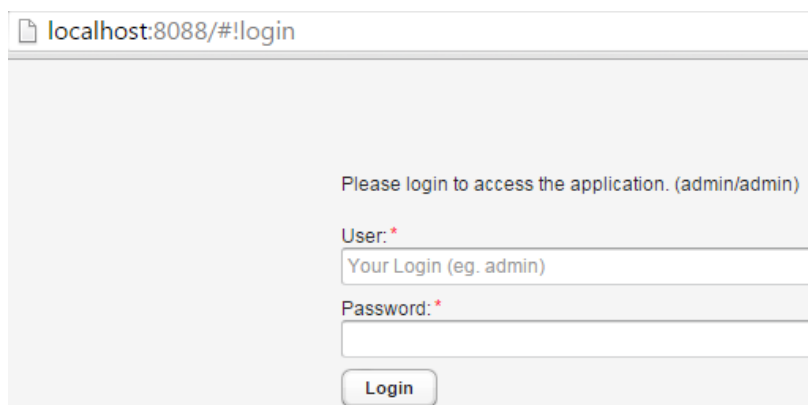 localhost:8088/#!login
Please login to access the application. (admin/admin)
User: *
Your Login (eg. admin)
Password: *
Login